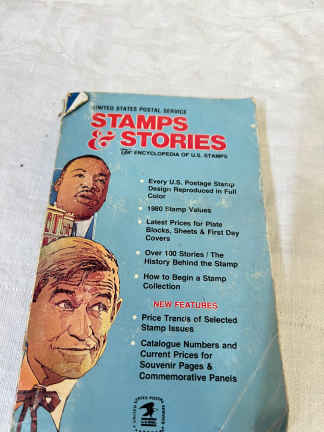 UNITED STATES POSTAL SERVICE
STAMPS
& STORIES
The ENCYCLOPEDIA OF U.S. STAMPS
• Every U.S. Postage Stamp
Design Reproduced in Full
Color
• 1980 Stamp Values
• Latest Prices for Plate
Blocks, Sheets & First Day
Covers
• Over 100 Stories / The
History Behind the Stamp
• How to Begin a Stamp
Collection
NEW FEATURES
• Price Trends of Selected
Stamp Issues
• Catalogue Numbers and
Current Prices for
Souvenir Pages &
Commemorative Panels